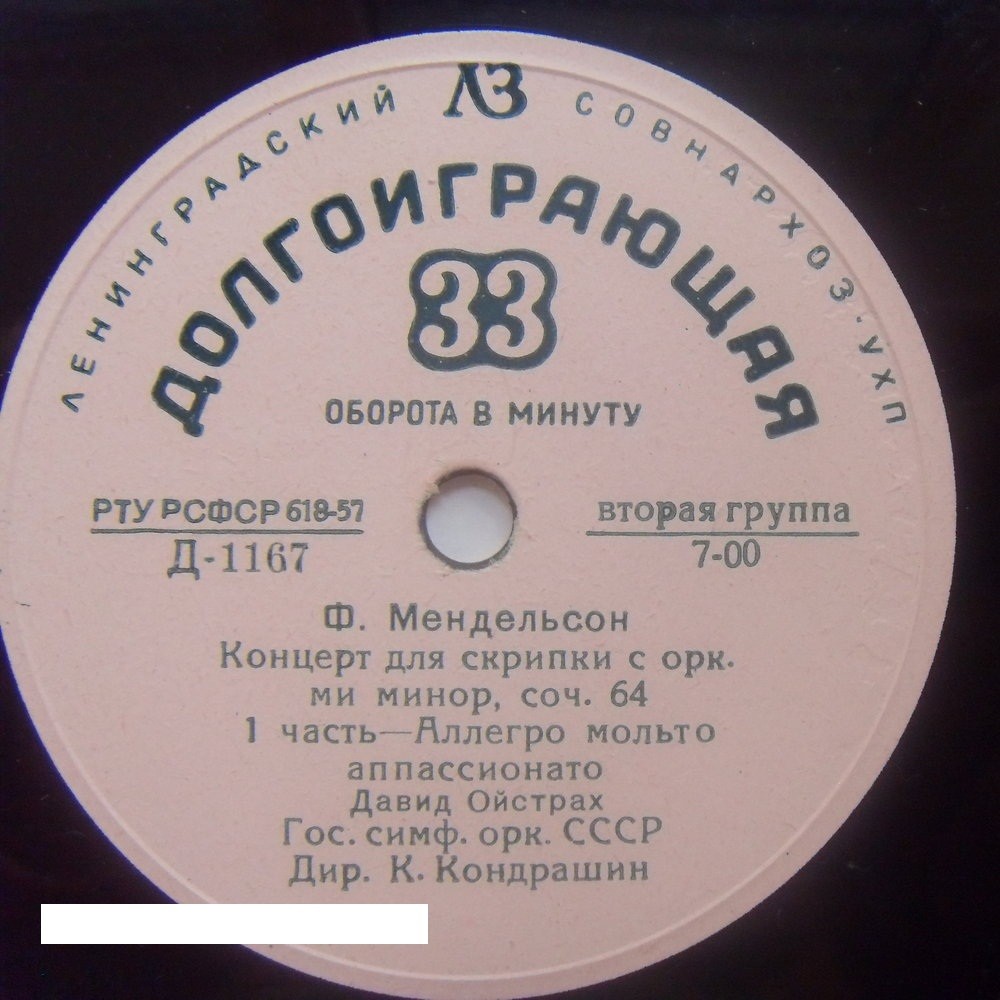 ЛЕНИНГРАДСКИЙ ЛЗ СОВНАРХОЗ · УХП
ДОЛГОИГРАЮЩАЯ
33
ОБОРОТА В МИНУТУ
РТУ РСФСР 618-57
Д-1167
вторая группа
7-00
Ф. Мендельсон
Концерт для скрипки с орк.
ми минор, соч. 64
1 часть—Аллегро мольто
аппассионато
Давид Ойстрах
Гос. симф. орк. СССР
Дир. К. Кондрашин